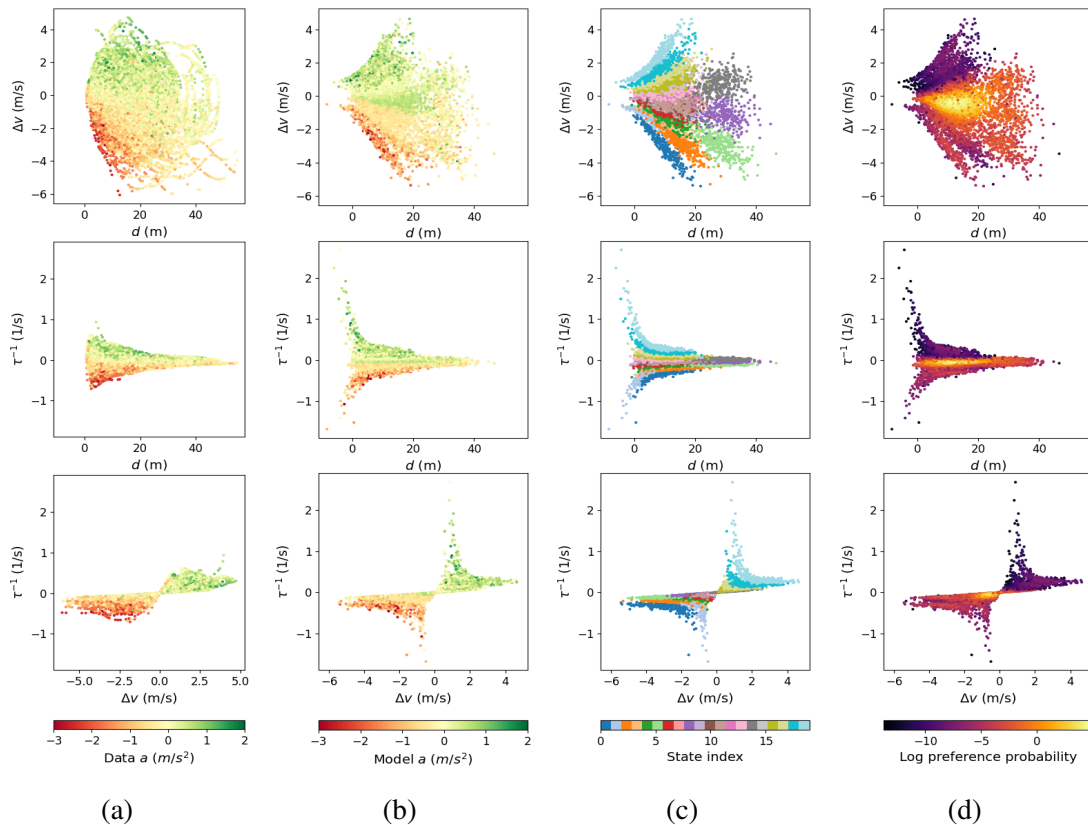 4
2
0
−2
−4
−6
0 20 40
Δv (m/s)
d (m)
4
2
0
−2
−4
−6
0 20 40
Δv (m/s)
d (m)
4
2
0
−2
−4
−6
0 20 40
Δv (m/s)
d (m)
4
2
0
−2
−4
−6
0 20 40
Δv (m/s)
d (m)
2
1
0
−1
0 20 40
τ⁻¹ (1/s)
d (m)
2
1
0
−1
0 20 40
τ⁻¹ (1/s)
d (m)
2
1
0
−1
0 20 40
τ⁻¹ (1/s)
d (m)
2
1
0
−1
0 20 40
τ⁻¹ (1/s)
d (m)
2
1
0
−1
−5.0 −2.5 0.0 2.5 5.0
τ⁻¹ (1/s)
Δv (m/s)
2
1
0
−1
−6 −4 −2 0 2 4
τ⁻¹ (1/s)
Δv (m/s)
2
1
0
−1
−6 −4 −2 0 2 4
τ⁻¹ (1/s)
Δv (m/s)
2
1
0
−1
−6 −4 −2 0 2 4
τ⁻¹ (1/s)
Δv (m/s)
−3 −2 −1 0 1 2
Data a (m/s²)
−3 −2 −1 0 1 2
Model a (m/s²)
0 5 10 15
State index
−10 −5 0
Log preference probability
(a) (b) (c) (d)